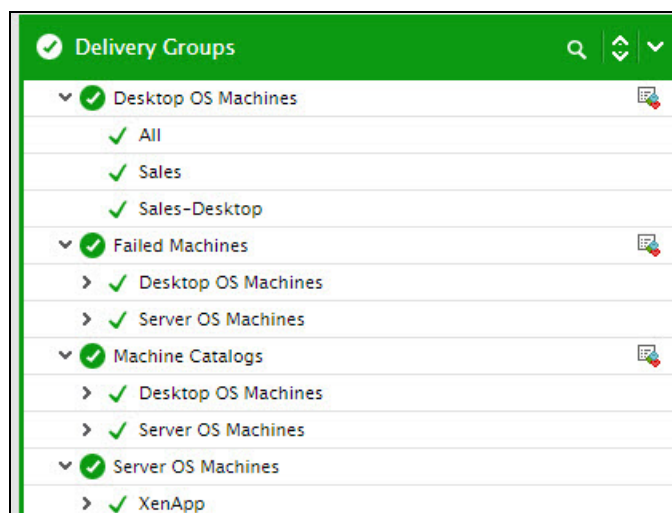 Delivery Groups
Desktop OS Machines
All
Sales
Sales-Desktop
Failed Machines
Desktop OS Machines
Server OS Machines
Machine Catalogs
Desktop OS Machines
Server OS Machines
Server OS Machines
XenApp